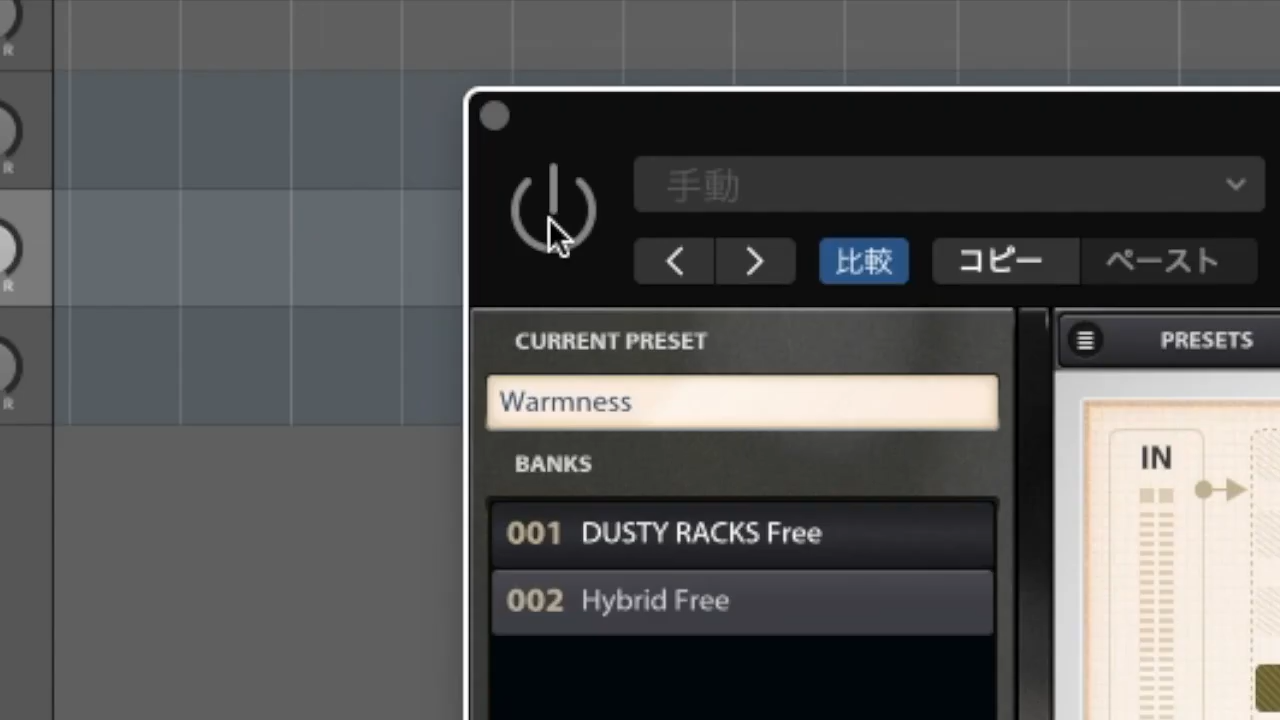 R
R
R
R
手動
比較
コピー
ペースト
CURRENT PRESET
PRESETS
Warmness
IN
BANKS
001 DUSTY RACKS Free
002 Hybrid Free